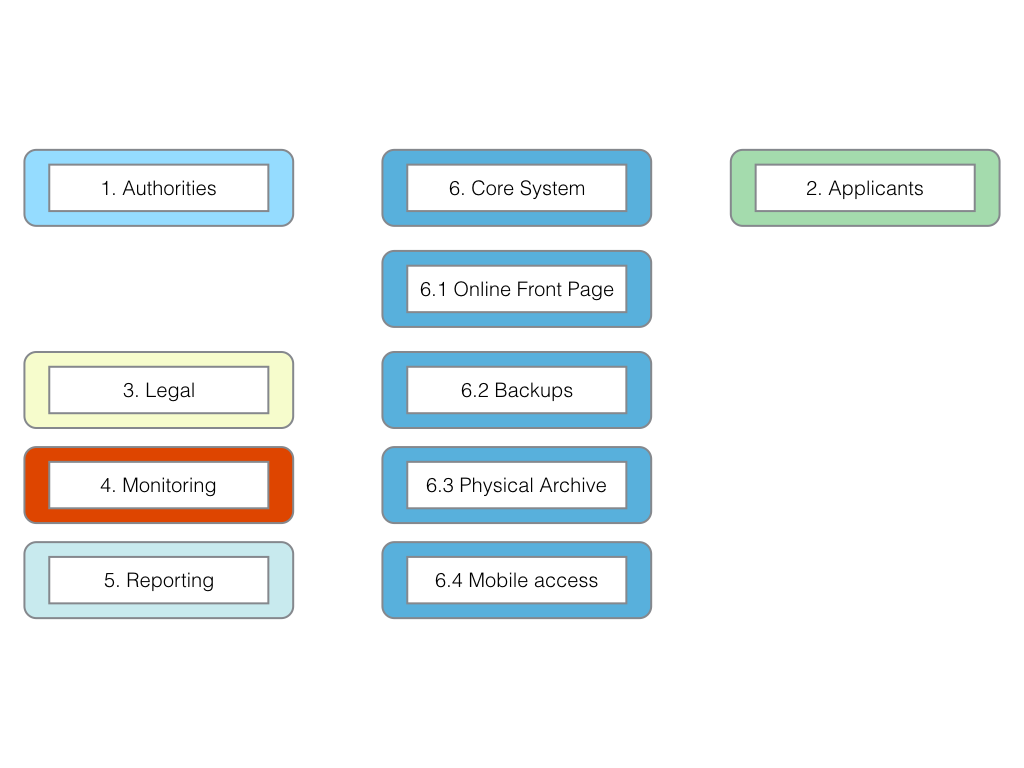 1. Authorities
6. Core System
2. Applicants
6.1 Online Front Page
3. Legal
6.2 Backups
4. Monitoring
6.3 Physical Archive
5. Reporting
6.4 Mobile access